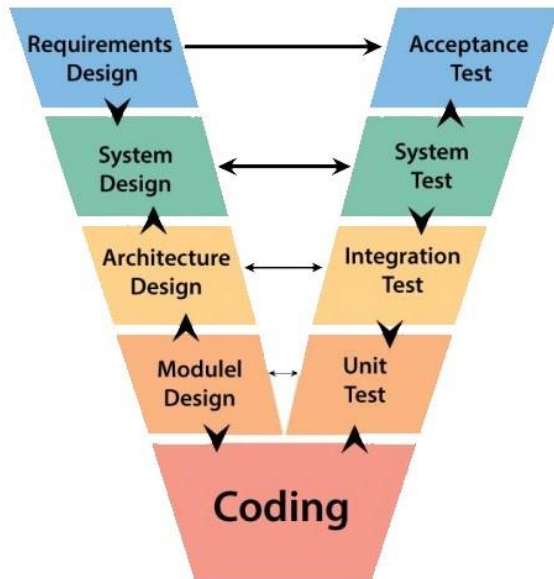 Requirements
Design
Acceptance
Test
System
Design
System
Test
Architecture
Design
Integration
Test
Modulel
Design
Unit
Test
Coding